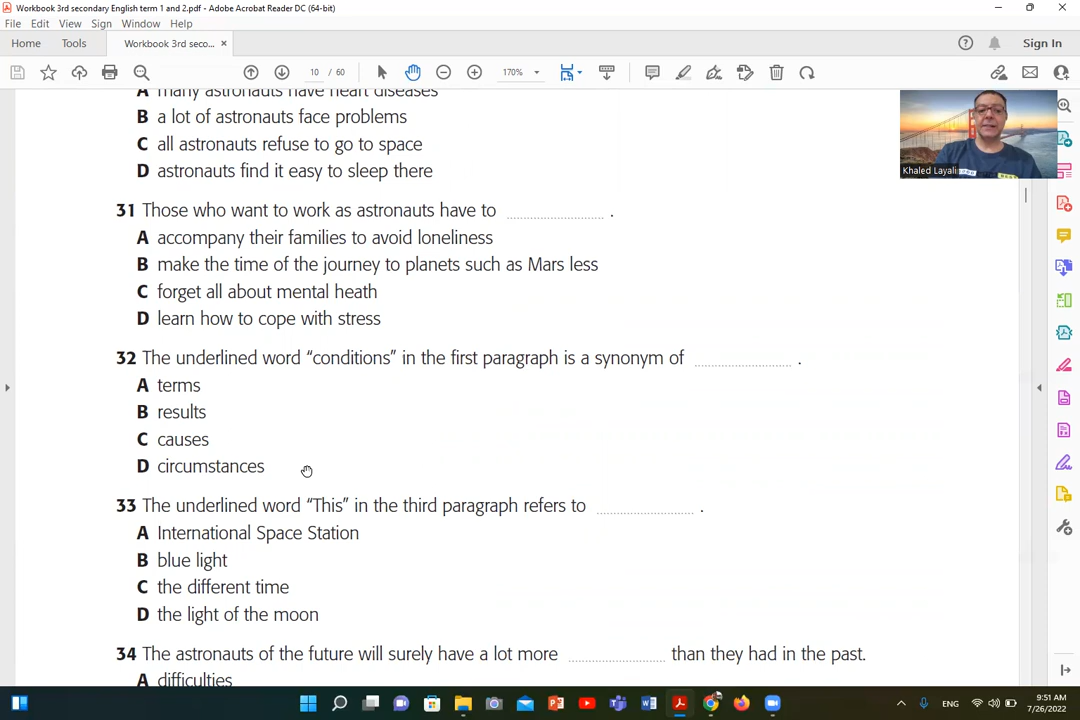 Workbook 3rd secondary English term 1 and 2.pdf - Adobe Acrobat Reader DC (64-bit)
File Edit View Sign Window Help
Home Tools Workbook 3rd seco... × Sign In
10 / 60 170%
A many astronauts have heart diseases
B a lot of astronauts face problems
C all astronauts refuse to go to space
D astronauts find it easy to sleep there
Khaled Layali
31 Those who want to work as astronauts have to .................... .
A accompany their families to avoid loneliness
B make the time of the journey to planets such as Mars less
C forget all about mental heath
D learn how to cope with stress
32 The underlined word “conditions” in the first paragraph is a synonym of .................... .
A terms
B results
C causes
D circumstances
33 The underlined word “This” in the third paragraph refers to .................... .
A International Space Station
B blue light
C the different time
D the light of the moon
34 The astronauts of the future will surely have a lot more .................... than they had in the past.
A difficulties
ENG
9:51 AM
7/26/2022